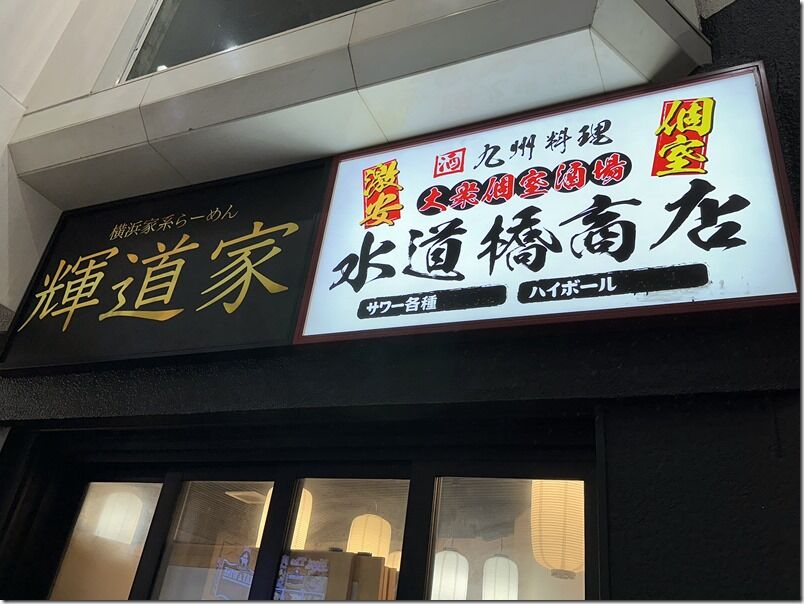 横浜家系らーめん
輝道家
激安
酒 九州料理
大衆個室酒場
個室
水道橋商店
サワー各種
ハイボール